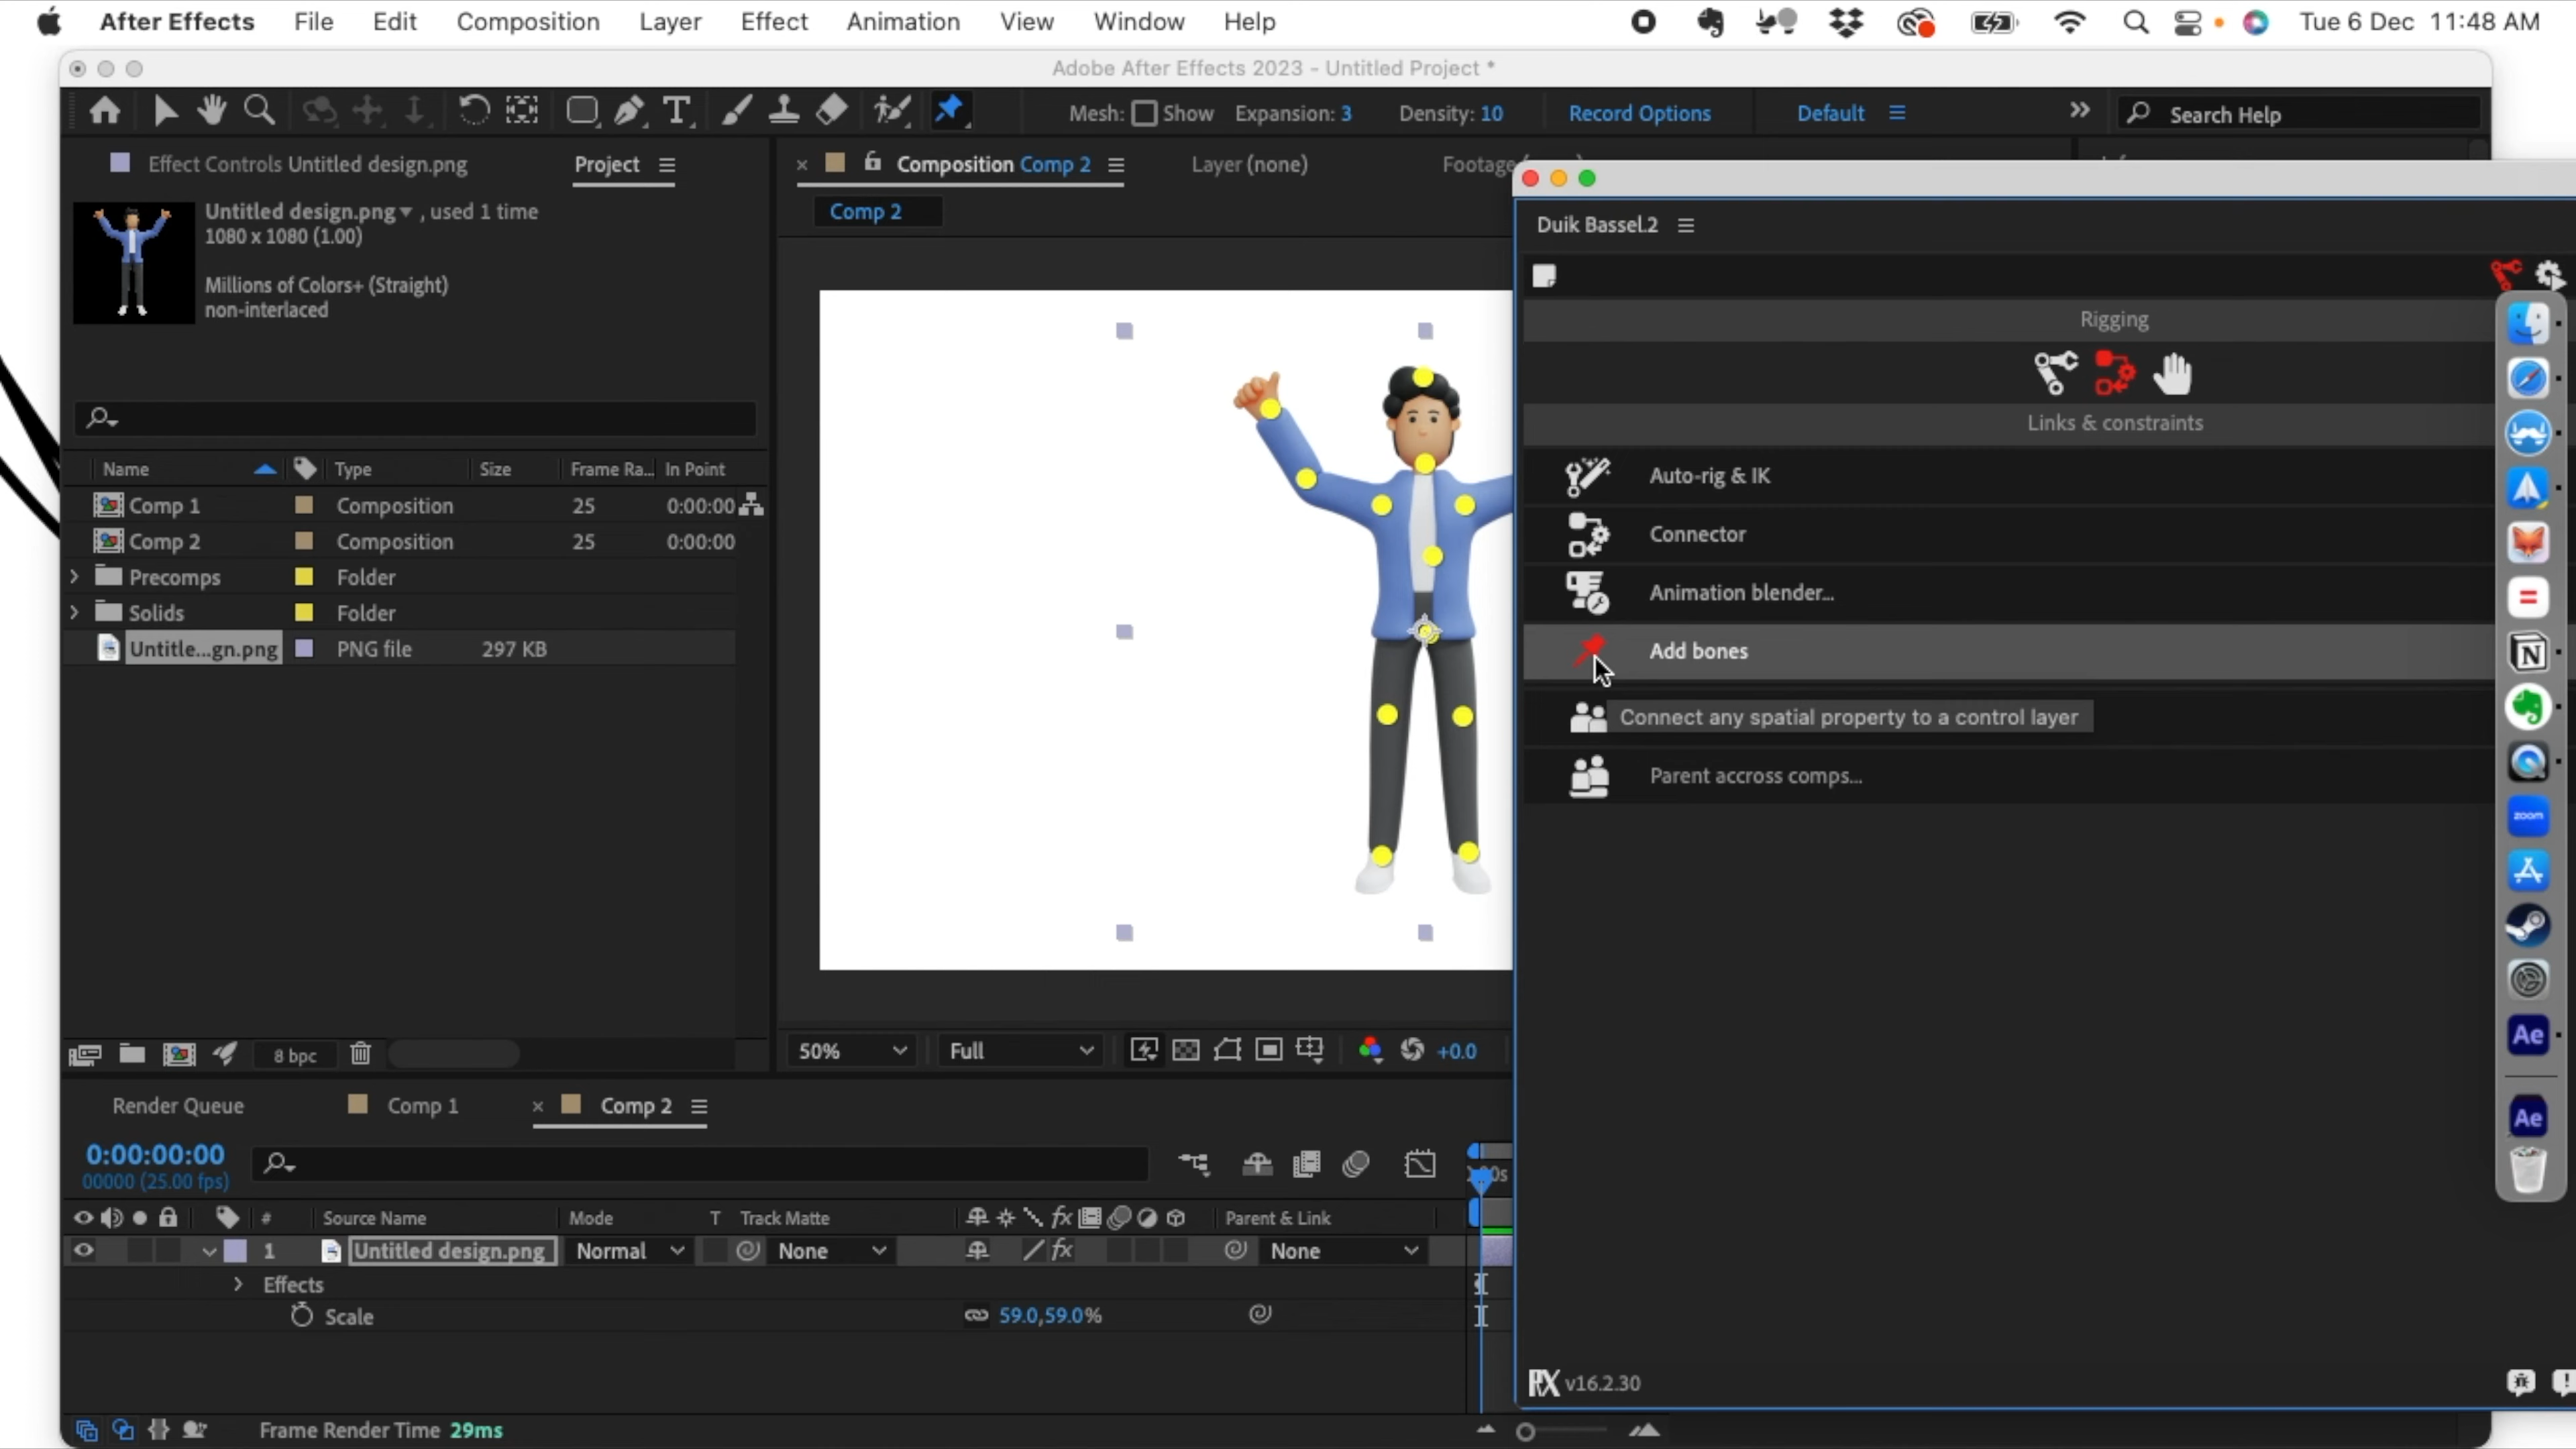 After Effects File Edit Composition Layer Effect Animation View Window Help Tue 6 Dec 11:48 AM
Adobe After Effects 2023 - Untitled Project *
Mesh: Show Expansion: 3 Density: 10 Record Options Default Search Help
Effect Controls Untitled design.png Project
Composition Comp 2 Layer (none) Footage
Untitled design.png , used 1 time
1080 x 1080 (1.00)
Millions of Colors+ (Straight)
non-interlaced
Comp 2
Name Type Size Frame Ra... In Point
Comp 1 Composition 25 0:00:00
Comp 2 Composition 25 0:00:00
Precomps Folder
Solids Folder
Untitle...gn.png PNG file 297 KB
8 bpc
50% Full +0.0
Duik Bassel.2
Rigging
Links & constraints
Auto-rig & IK
Connector
Animation blender...
Add bones
Connect any spatial property to a control layer
Parent accross comps...
zoom
Ae
Ae
v16.2.30
Render Queue Comp 1 Comp 2
0:00:00:00
00000 (25.00 fps)
# Source Name Mode T Track Matte fx Parent & Link
1 Untitled design.png Normal None fx None
Effects
Scale 59.0,59.0%
Frame Render Time 29ms